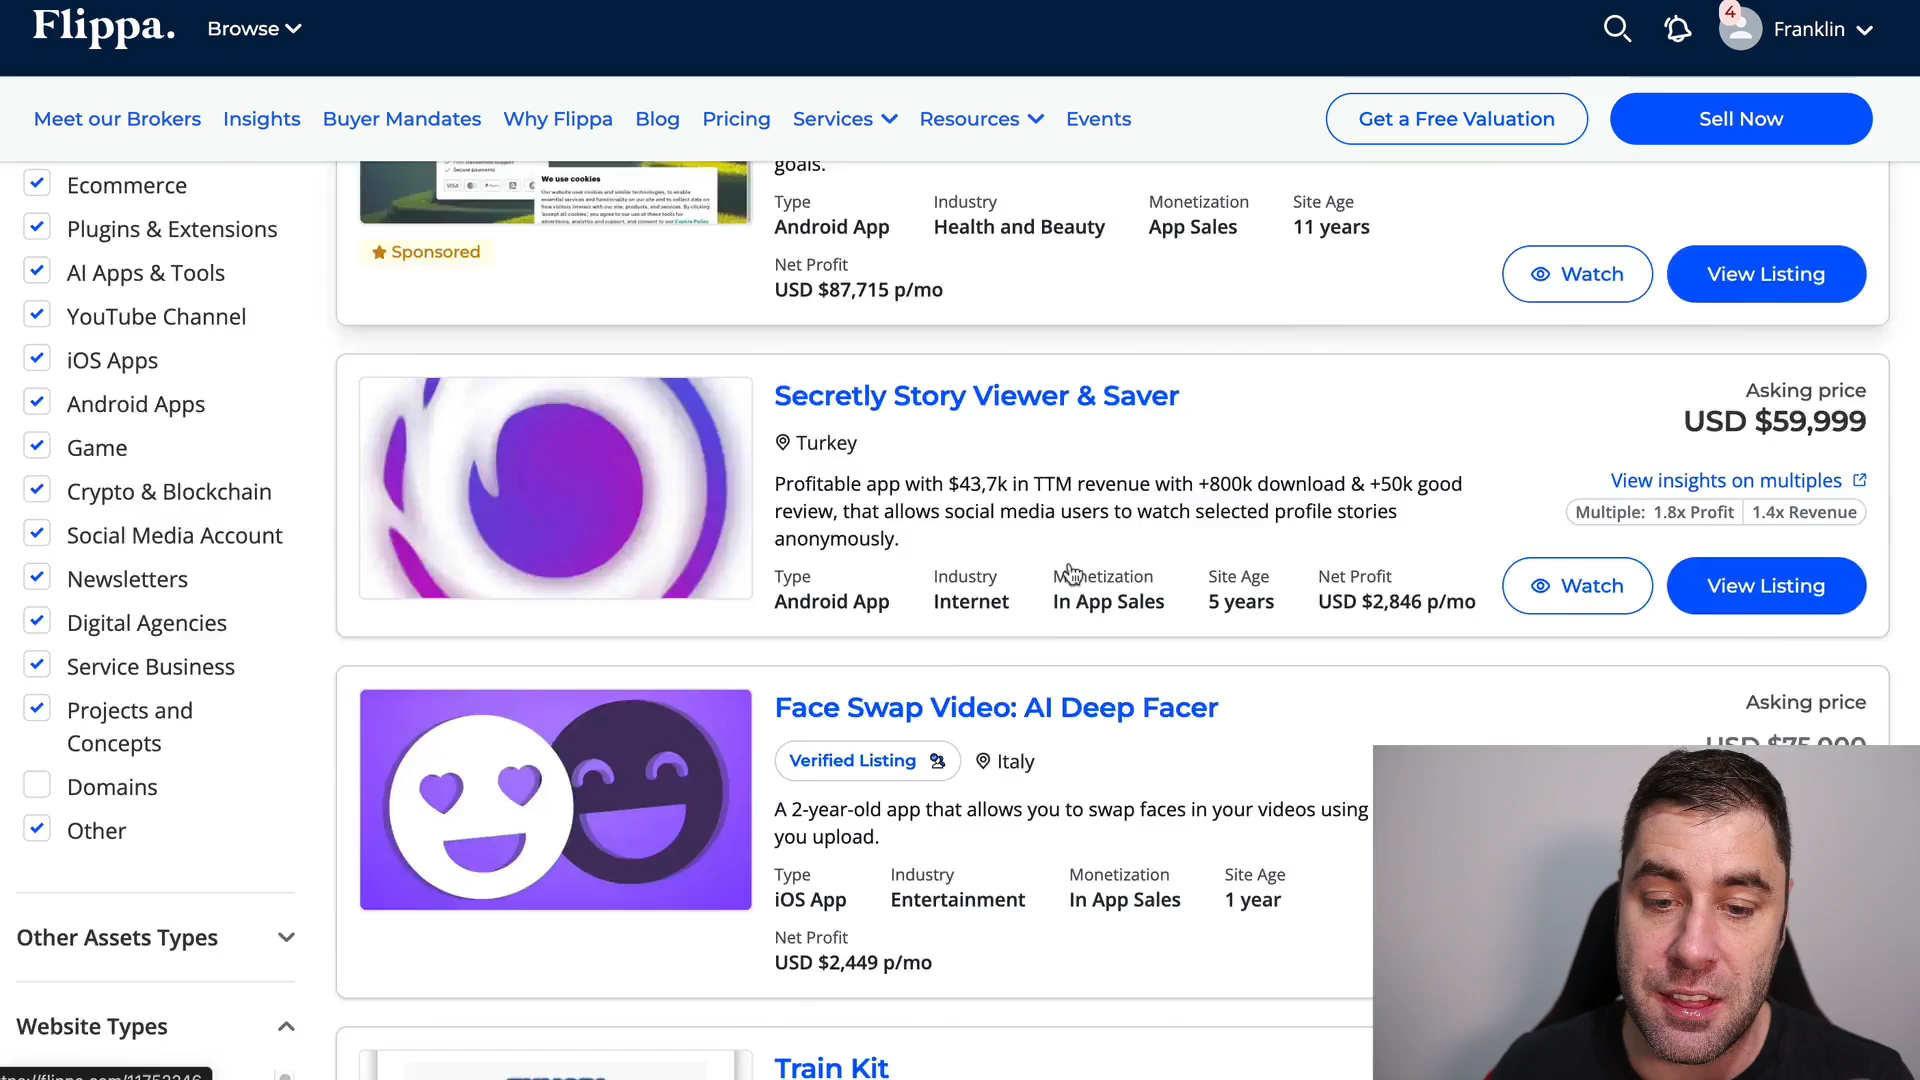 Flippa.
Browse
4
Franklin
Meet our Brokers
Insights
Buyer Mandates
Why Flippa
Blog
Pricing
Services
Resources
Events
Get a Free Valuation
Sell Now
Ecommerce
Plugins & Extensions
AI Apps & Tools
YouTube Channel
iOS Apps
Android Apps
Game
Crypto & Blockchain
Social Media Account
Newsletters
Digital Agencies
Service Business
Projects and
Concepts
Domains
Other
Other Assets Types
Website Types
Secure payments
VISA
We use cookies
Sponsored
goals.
Type
Android App
Industry
Health and Beauty
Monetization
App Sales
Site Age
11 years
Net Profit
USD $87,715 p/mo
Watch
View Listing
Secretly Story Viewer & Saver
Turkey
Profitable app with $43,7k in TTM revenue with +800k download & +50k good
review, that allows social media users to watch selected profile stories
anonymously.
Type
Android App
Industry
Internet
Monetization
In App Sales
Site Age
5 years
Net Profit
USD $2,846 p/mo
Asking price
USD $59,999
View insights on multiples
Multiple: 1.8x Profit
1.4x Revenue
Watch
View Listing
Face Swap Video: AI Deep Facer
Verified Listing
Italy
A 2-year-old app that allows you to swap faces in your videos using
you upload.
Type
iOS App
Industry
Entertainment
Monetization
In App Sales
Site Age
1 year
Net Profit
USD $2,449 p/mo
Asking price
USD $75,000
Train Kit